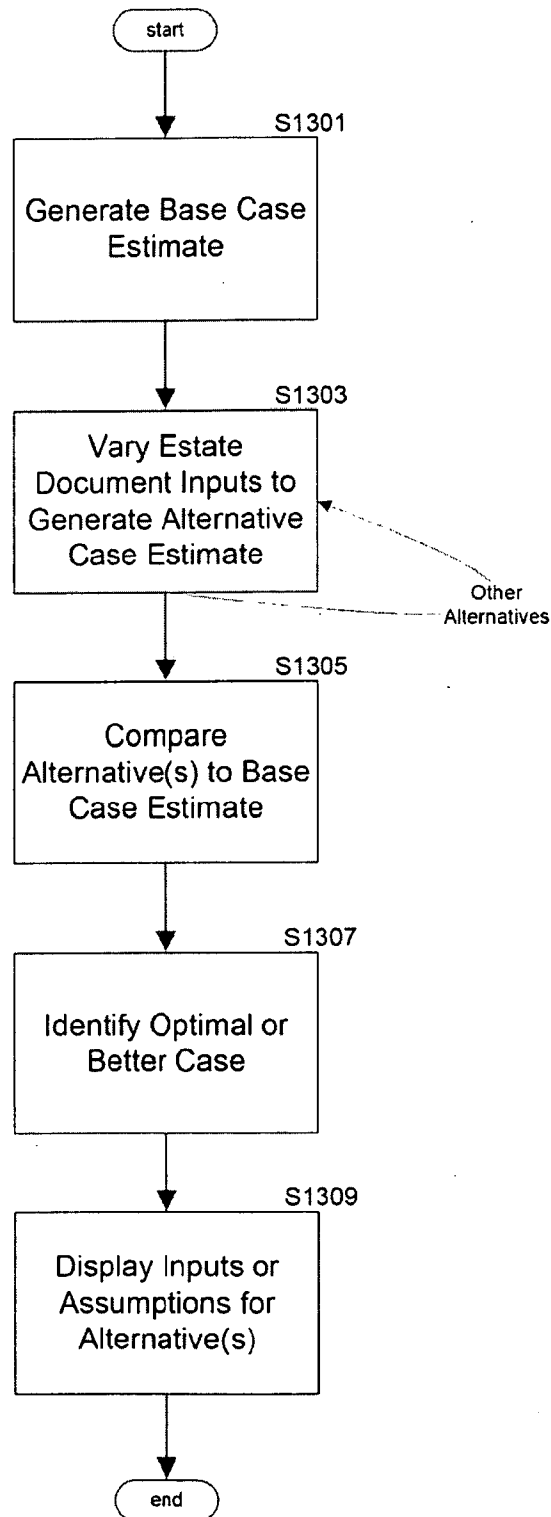 start
S1301
Generate Base Case
Estimate
S1303
Vary Estate
Document Inputs to
Generate Alternative
Case Estimate
Other
Alternatives
S1305
Compare
Alternative(s) to Base
Case Estimate
S1307
Identify Optimal or
Better Case
S1309
Display Inputs or
Assumptions for
Alternative(s)
end